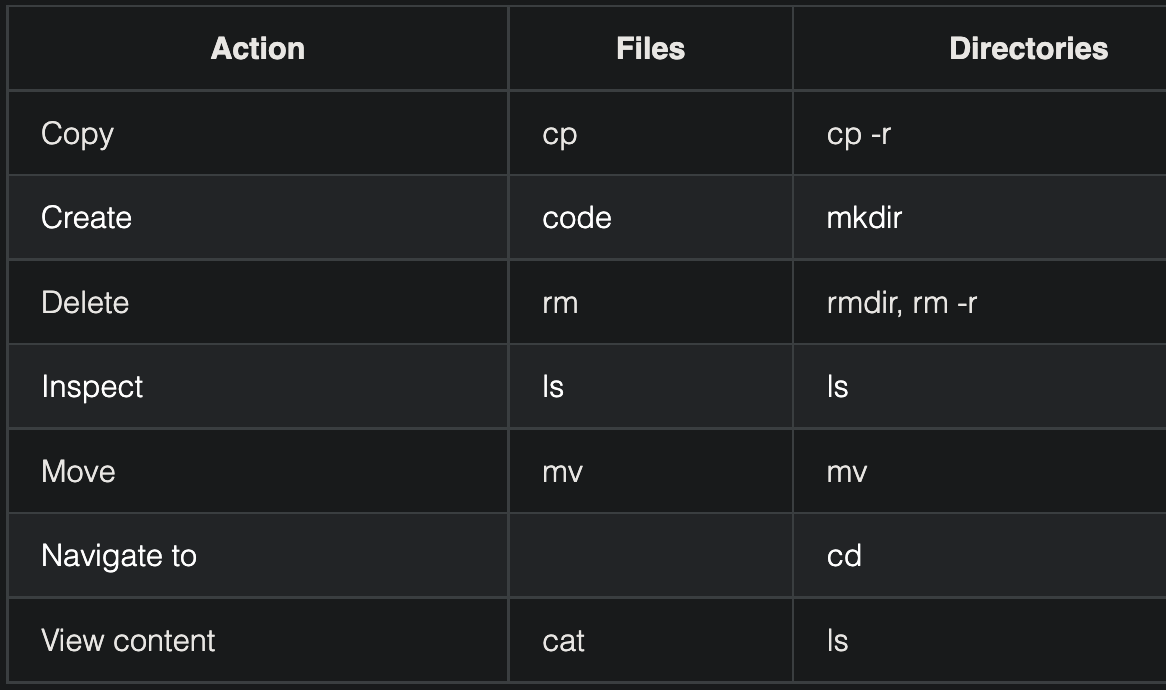 Action Files Directories
Copy cp cp -r
Create code mkdir
Delete rm rmdir, rm -r
Inspect ls ls
Move mv mv
Navigate to cd
View content cat ls